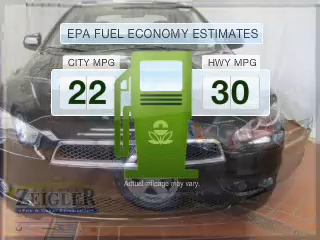 EPA FUEL ECONOMY ESTIMATES
CITY MPG
HWY MPG
22
30
Actual mileage may vary.
ZEIGLER